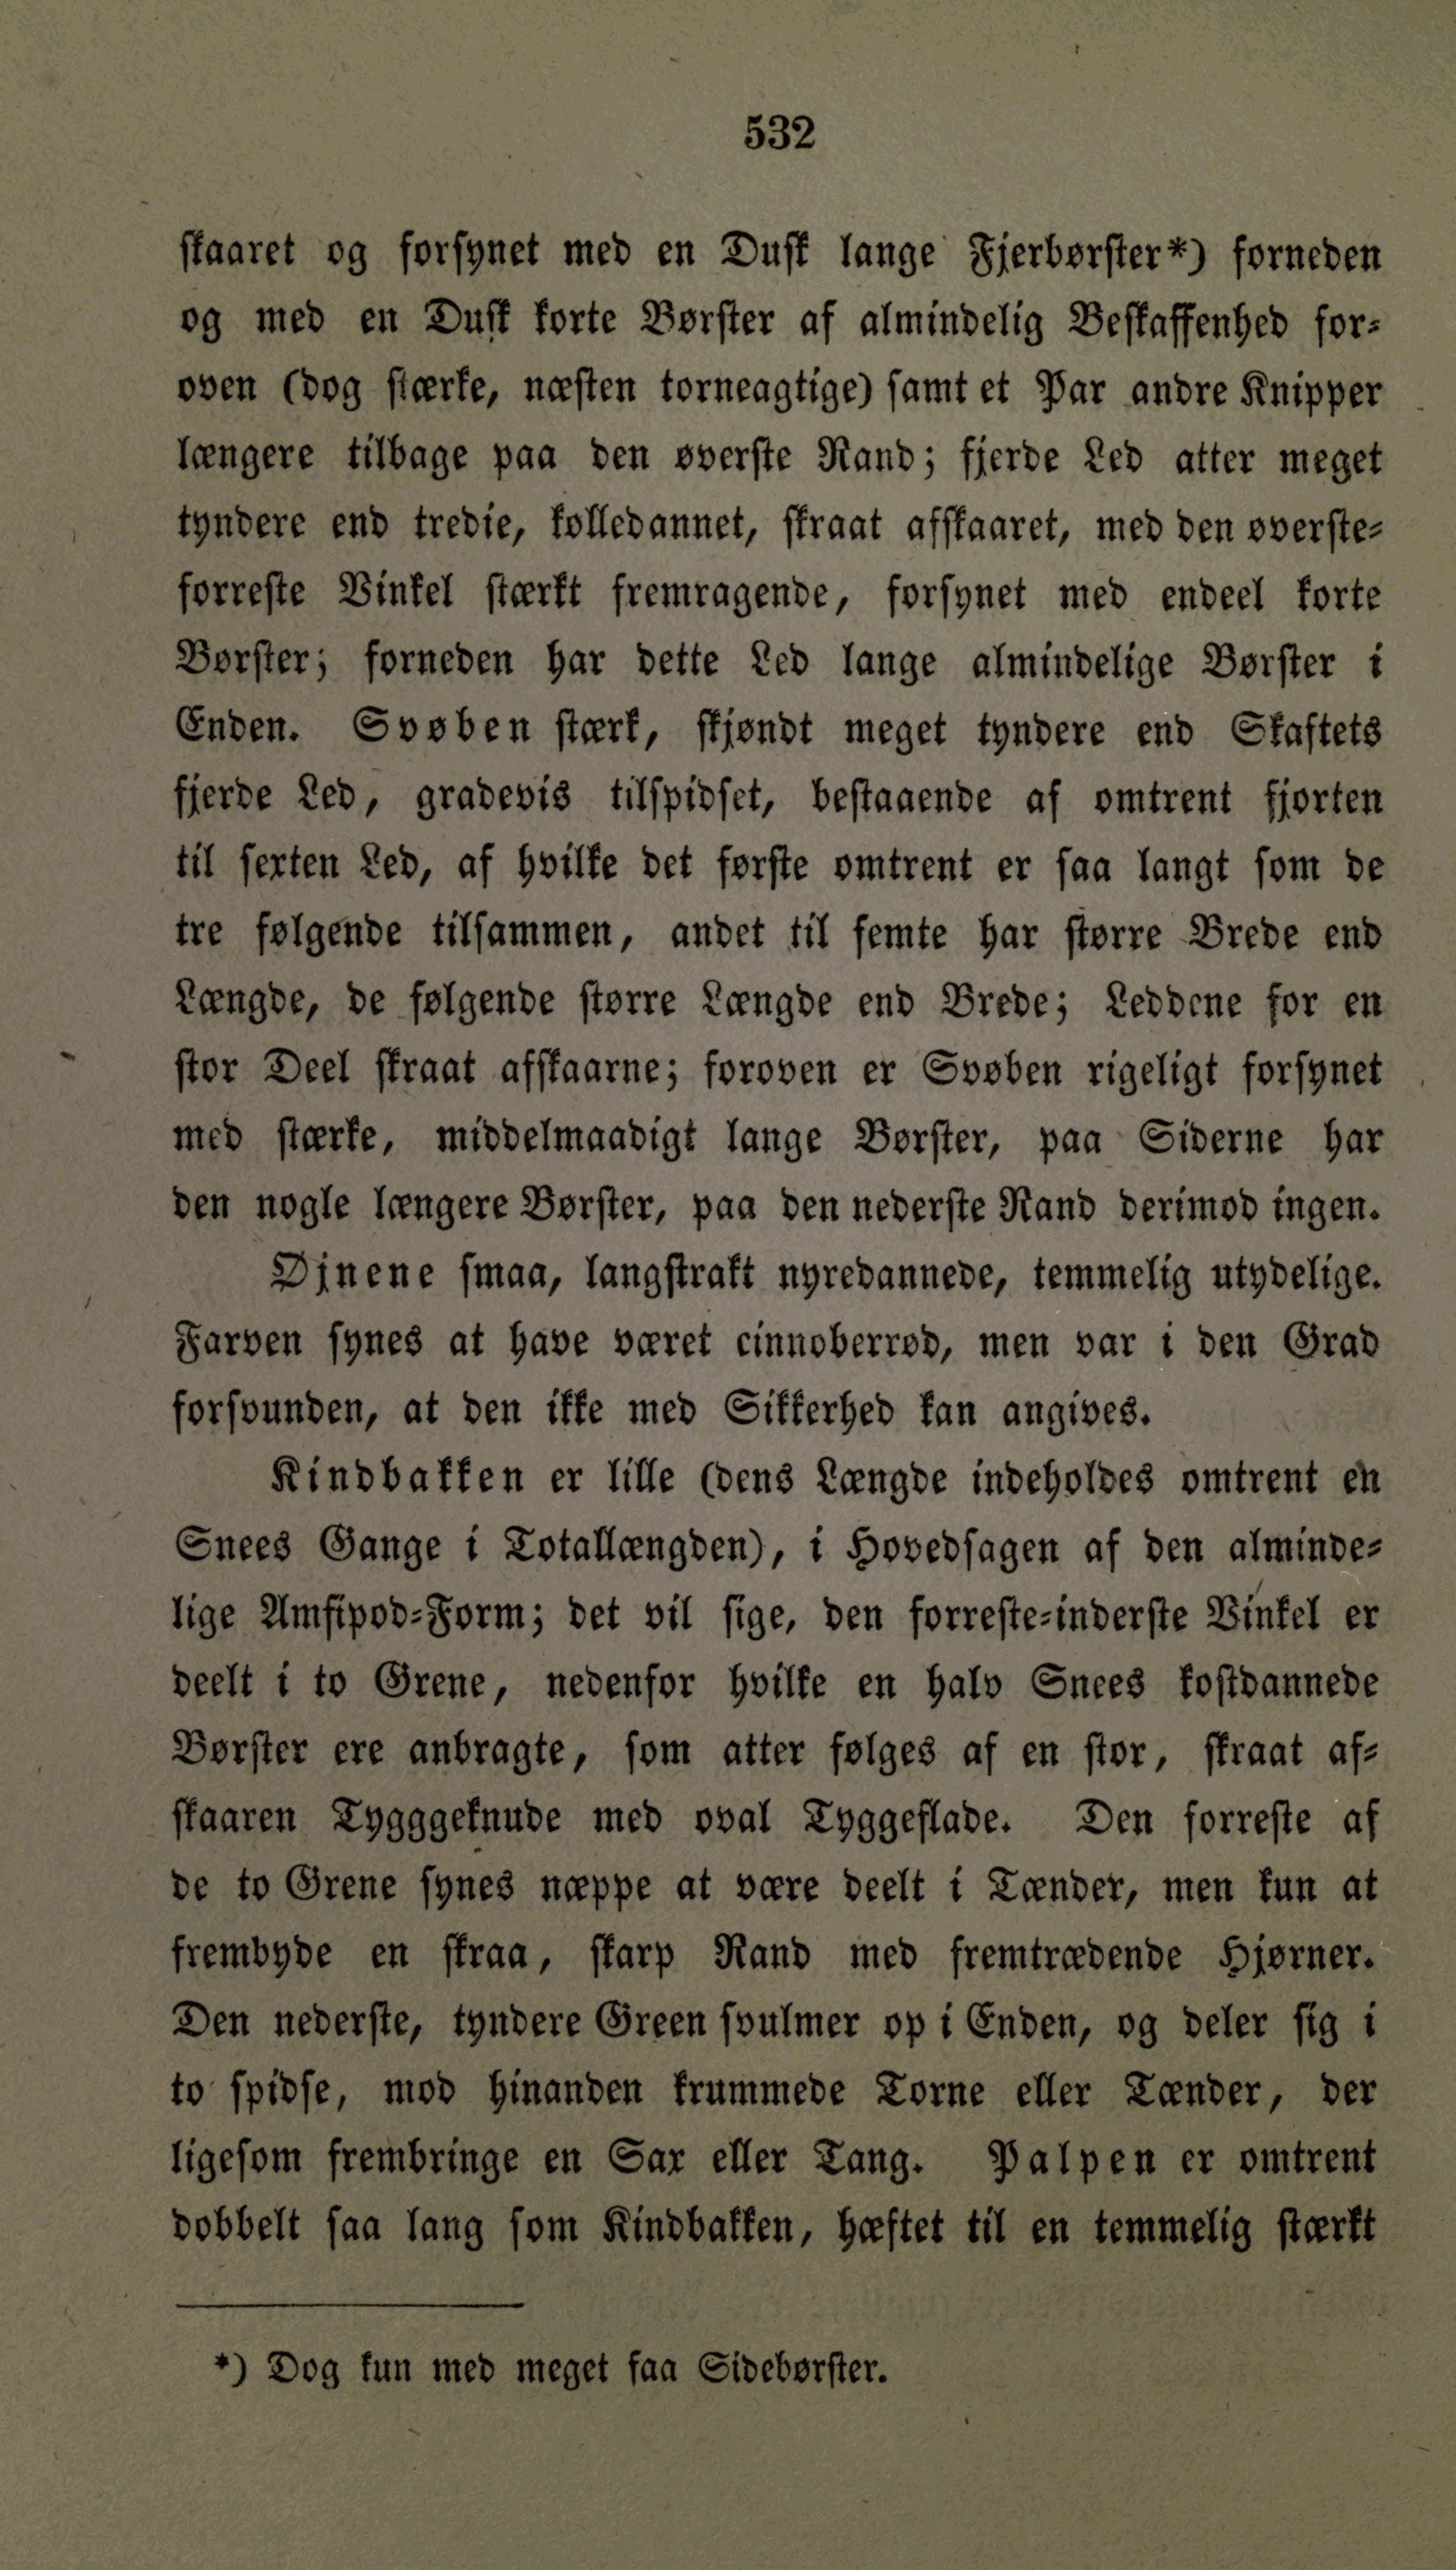 532
skaaret og forsynet med en Dusk lange Fjerbørster*) forneden
og med en Dusk korte Børster af almindelig Beskaffenhed for-
oven (dog stærke, næsten torneagtige) samt et Par andre Knipper
længere tilbage paa den øverste Rand; fjerde Led atter meget
tyndere end tredie, kølledannet, skraat afskaaret, med den øverste-
forreste Vinkel stærkt fremragende, forsynet med endeel korte
Børster; forneden har dette Led lange almindelige Børster i
Enden. Svøben stærk, skjøndt meget tyndere end Skaftets
fjerde Led, gradevis tilspidset, bestaaende af omtrent fjorten
til sexten Led, af hvilke det første omtrent er saa langt som de
tre følgende tilsammen, andet til femte har større Brede end
Længde, de følgende større Længde end Brede; Leddene for en
stor Deel skraat afskaarne; foroven er Svøben rigeligt forsynet
med stærke, middelmaadigt lange Børster, paa Siderne har
den nogle længere Børster, paa den nederste Rand derimod ingen.
Øjnene smaa, langstrakt nyredannede, temmelig utydelige.
Farven synes at have været cinnoberrød, men var i den Grad
forsvunden, at den ikke med Sikkerhed kan angives.
Kindbakken er lille (dens Længde indeholdes omtrent en
Snees Gange i Totallængden), i Hovedsagen af den alminde-
lige Amfipod-Form; det vil sige, den forreste-inderste Vinkel er
deelt i to Grene, nedenfor hvilke en halv Snees kostdannede
Børster ere anbragte, som atter følges af en stor, skraat af-
skaaren Tygggeknude med oval Tyggeflade. Den forreste af
de to Grene synes næppe at være deelt i Tænder, men kun at
frembyde en skraa, skarp Rand med fremtrædende Hjørner.
Den nederste, tyndere Green svulmer op i Enden, og deler sig i
to spidse, mod hinanden krummede Torne eller Tænder, der
ligesom frembringe en Sax eller Tang. Palpen er omtrent
dobbelt saa lang som Kindbakken, hæftet til en temmelig stærkt
*) Dog kun med meget faa Sidebørster.